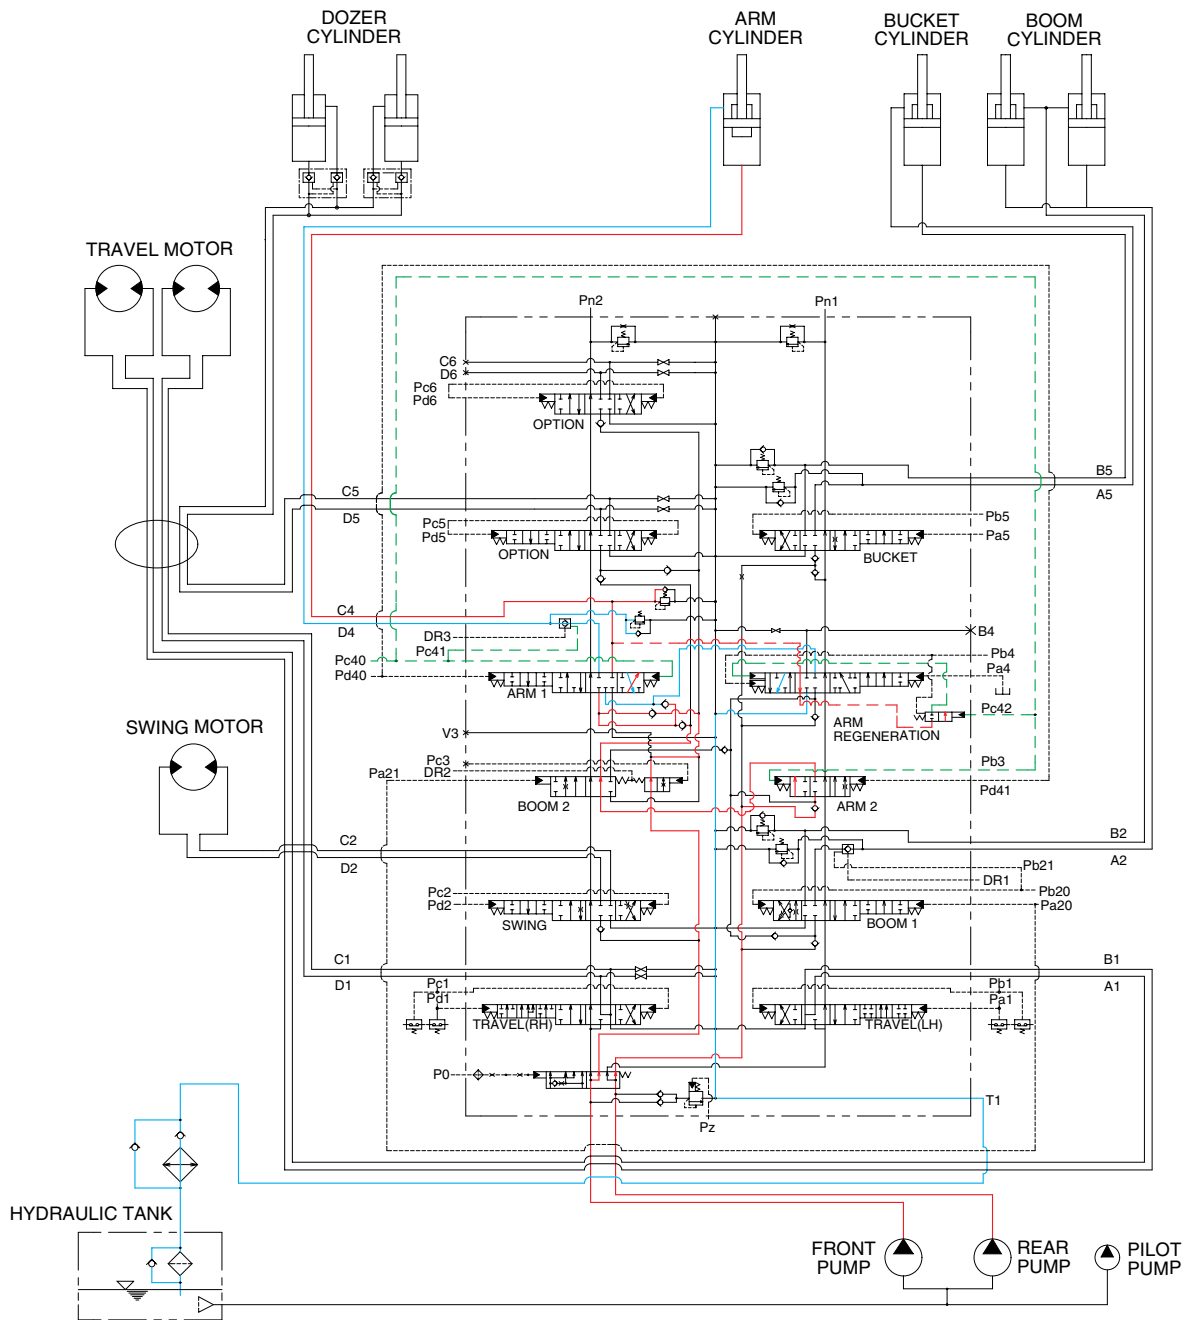 DOZER
CYLINDER
ARM
CYLINDER
BUCKET
CYLINDER
BOOM
CYLINDER
TRAVEL MOTOR
Pn2
Pn1
C6
D6
Pc6
Pd6
OPTION
C5
D5
B5
A5
Pc5
Pd5
OPTION
Pb5
Pa5
BUCKET
C4
D4
DR3
Pc41
Pc40
Pd40
ARM 1
B4
Pb4
Pa4
Pc42
ARM
REGENERATION
SWING MOTOR
V3
Pc3
DR2
Pa21
BOOM 2
Pb3
Pd41
ARM 2
C2
D2
B2
A2
Pb21
DR1
Pc2
Pd2
SWING
Pb20
Pa20
BOOM 1
C1
D1
B1
A1
Pc1
Pd1
TRAVEL(RH)
Pb1
Pa1
TRAVEL(LH)
P0
Pz
T1
HYDRAULIC TANK
FRONT
PUMP
REAR
PUMP
PILOT
PUMP